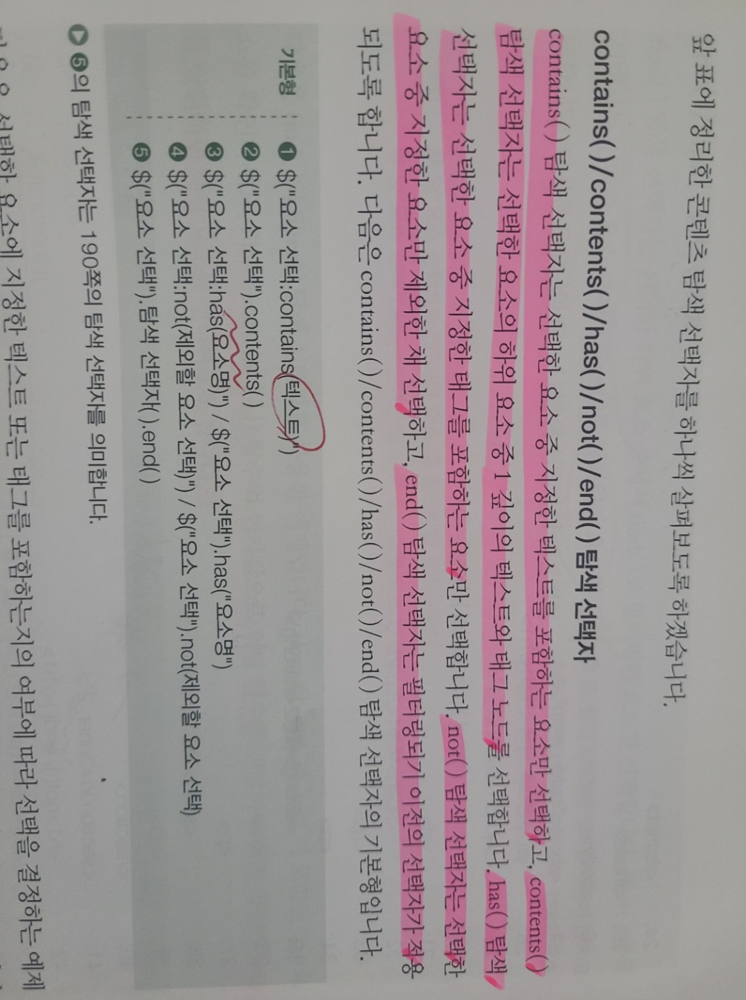 앞 표에 정리한 콘텐츠 탐색 선택자를 하나씩 살펴보도록 하겠습니다.
contains( )/contents( )/has( )/not( )/end( ) 탐색 선택자
contains( ) 탐색 선택자는 선택한 요소 중 지정한 텍스트를 포함하는 요소만 선택하고, contents( )
탐색 선택자는 선택한 요소의 하위 요소 중 1 깊이의 텍스트와 태그 노드를 선택합니다. has( ) 탐색
선택자는 선택한 요소 중 지정한 태그를 포함하는 요소만 선택합니다. not( ) 탐색 선택자는 선택한
요소 중 지정한 요소만 제외한 채 선택하고, end( ) 탐색 선택자는 필터링되기 이전의 선택자가 적용
되도록 합니다. 다음은 contains( )/contents( )/has( )/not( )/end( ) 탐색 선택자의 기본형입니다.
기본형
❶ $("요소 선택:contains(텍스트)")
❷ $("요소 선택").contents( )
❸ $("요소 선택:has(요소명)") / $("요소 선택").has("요소명")
❹ $("요소 선택:not(제외할 요소 선택)") / $("요소 선택").not(제외할 요소 선택)
❺ $("요소 선택").탐색 선택자( ).end( )
▶ ❺의 탐색 선택자는 190쪽의 탐색 선택자를 의미합니다.
선택한 요소에 지정한 텍스트 또는 태그를 포함하는지의 여부에 따라 선택을 결정하는 예제